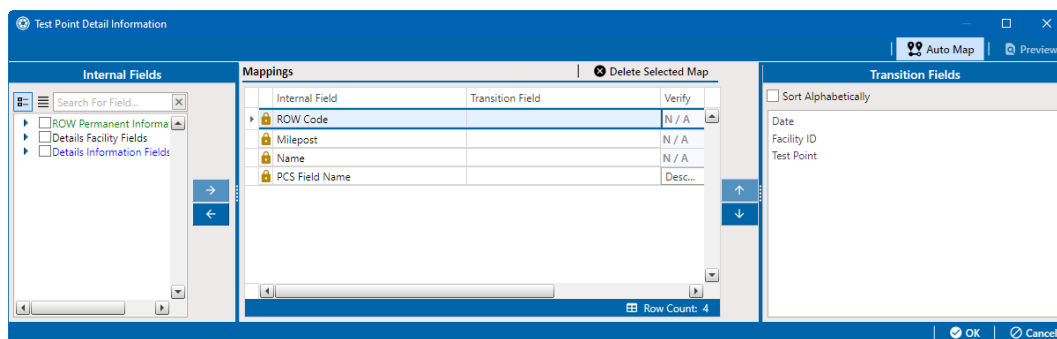 Test Point Detail Information
Auto Map
Preview
Internal Fields
Search For Field...
ROW Permanent Informa
Details Facility Fields
Details Information Fields
Mappings
Delete Selected Map
Internal Field Transition Field Verify
ROW Code N / A
Milepost N / A
Name N / A
PCS Field Name Desc...
Row Count: 4
Transition Fields
Sort Alphabetically
Date
Facility ID
Test Point
OK
Cancel